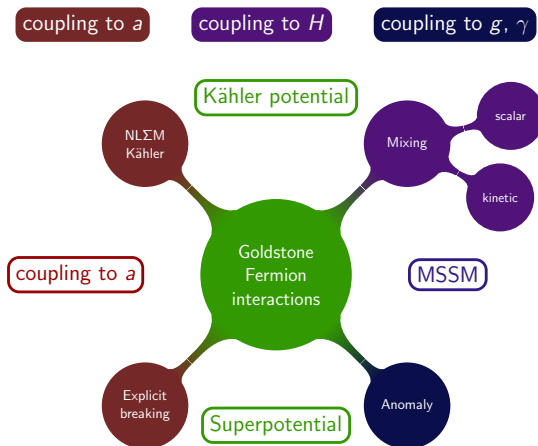 coupling to a
coupling to H
coupling to g, γ
Kähler potential
scalar
NLΣM
Kähler
Mixing
kinetic
Goldstone
Fermion
interactions
coupling to a
MSSM
Explicit
breaking
Anomaly
Superpotential